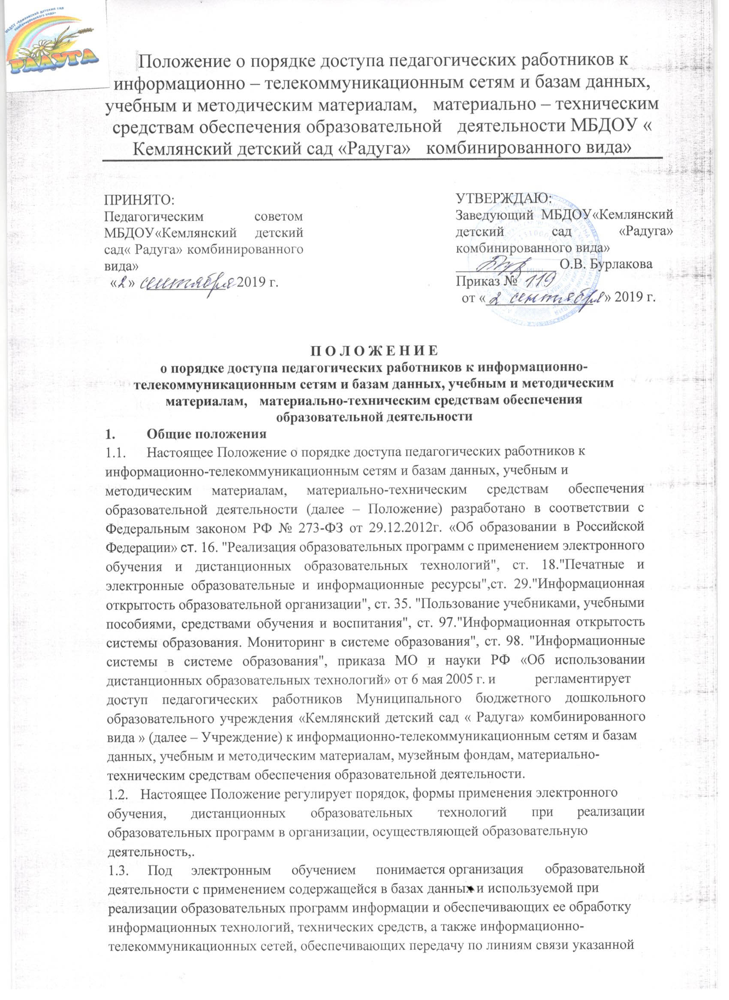 МБДОУ «Кемлянский детский сад
комбинированного вида»
РАДУГА
Положение о порядке доступа педагогических работников к
информационно – телекоммуникационным сетям и базам данных,
учебным и методическим материалам, материально – техническим
средствам обеспечения образовательной деятельности МБДОУ «
Кемлянский детский сад «Радуга» комбинированного вида»
ПРИНЯТО:
Педагогическим советом
МБДОУ«Кемлянский детский
сад« Радуга» комбинированного
вида»
«2» сентября 2019 г.
УТВЕРЖДАЮ:
Заведующий МБДОУ«Кемлянский
детский сад «Радуга»
комбинированного вида»
О.В. Бурлакова
Приказ № 119
от «2 сентября» 2019 г.
П О Л О Ж Е Н И Е
о порядке доступа педагогических работников к информационно-
телекоммуникационным сетям и базам данных, учебным и методическим
материалам, материально-техническим средствам обеспечения
образовательной деятельности
1. Общие положения
1.1. Настоящее Положение о порядке доступа педагогических работников к
информационно-телекоммуникационным сетям и базам данных, учебным и
методическим материалам, материально-техническим средствам обеспечения
образовательной деятельности (далее – Положение) разработано в соответствии с
Федеральным законом РФ № 273-ФЗ от 29.12.2012г. «Об образовании в Российской
Федерации» ст. 16. "Реализация образовательных программ с применением электронного
обучения и дистанционных образовательных технологий", ст. 18."Печатные и
электронные образовательные и информационные ресурсы",ст. 29."Информационная
открытость образовательной организации", ст. 35. "Пользование учебниками, учебными
пособиями, средствами обучения и воспитания", ст. 97."Информационная открытость
системы образования. Мониторинг в системе образования", ст. 98. "Информационные
системы в системе образования", приказа МО и науки РФ «Об использовании
дистанционных образовательных технологий» от 6 мая 2005 г. и регламентирует
доступ педагогических работников Муниципального бюджетного дошкольного
образовательного учреждения «Кемлянский детский сад « Радуга» комбинированного
вида » (далее – Учреждение) к информационно-телекоммуникационным сетям и базам
данных, учебным и методическим материалам, музейным фондам, материально-
техническим средствам обеспечения образовательной деятельности.
1.2. Настоящее Положение регулирует порядок, формы применения электронного
обучения, дистанционных образовательных технологий при реализации
образовательных программ в организации, осуществляющей образовательную
деятельность,.
1.3. Под электронным обучением понимается организация образовательной
деятельности с применением содержащейся в базах данных и используемой при
реализации образовательных программ информации и обеспечивающих ее обработку
информационных технологий, технических средств, а также информационно-
телекоммуникационных сетей, обеспечивающих передачу по линиям связи указанной